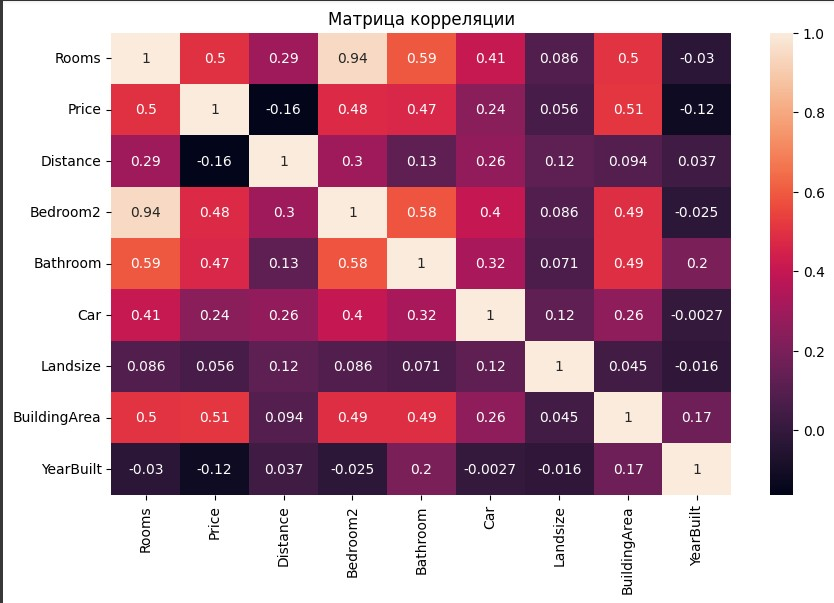 Матрица корреляции
Rooms 1 0.5 0.29 0.94 0.59 0.41 0.086 0.5 -0.03
Price 0.5 1 -0.16 0.48 0.47 0.24 0.056 0.51 -0.12
Distance 0.29 -0.16 1 0.3 0.13 0.26 0.12 0.094 0.037
Bedroom2 0.94 0.48 0.3 1 0.58 0.4 0.086 0.49 -0.025
Bathroom 0.59 0.47 0.13 0.58 1 0.32 0.071 0.49 0.2
Car 0.41 0.24 0.26 0.4 0.32 1 0.12 0.26 -0.0027
Landsize 0.086 0.056 0.12 0.086 0.071 0.12 1 0.045 -0.016
BuildingArea 0.5 0.51 0.094 0.49 0.49 0.26 0.045 1 0.17
YearBuilt -0.03 -0.12 0.037 -0.025 0.2 -0.0027 -0.016 0.17 1
Rooms Price Distance Bedroom2 Bathroom Car Landsize BuildingArea YearBuilt
1.0
0.8
0.6
0.4
0.2
0.0